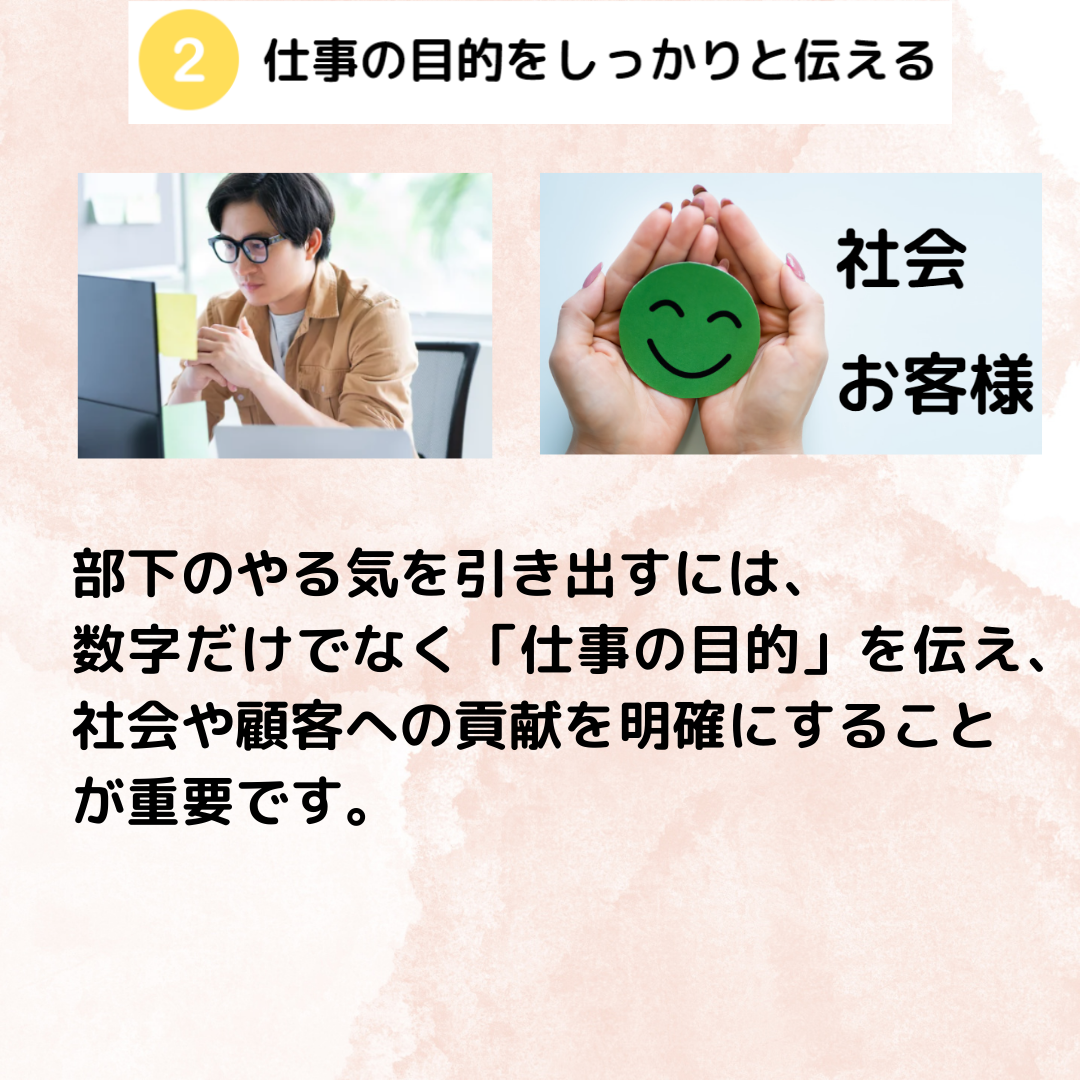 2 仕事の目的をしっかりと伝える
社会
お客様
部下のやる気を引き出すには、
数字だけでなく「仕事の目的」を伝え、
社会や顧客への貢献を明確にすること
が重要です。